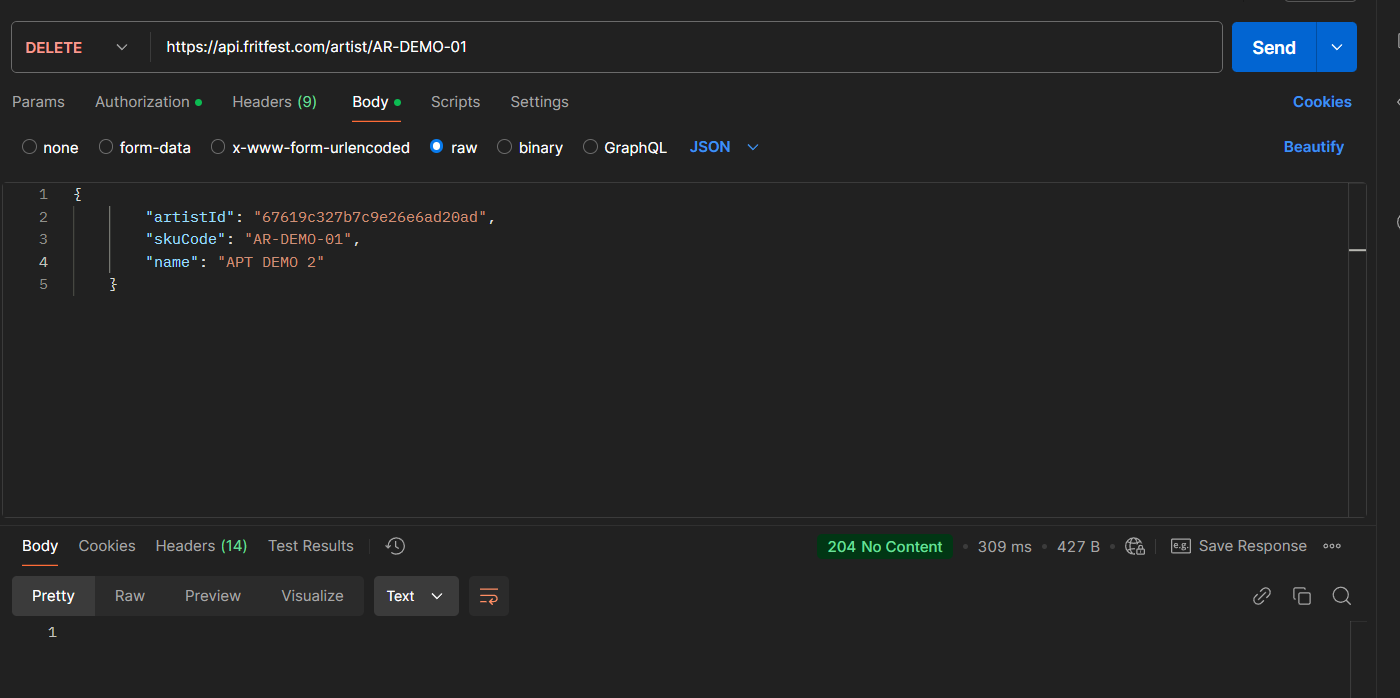 DELETE https://api.fritfest.com/artist/AR-DEMO-01 Send
Params Authorization Headers (9) Body Scripts Settings Cookies
none form-data x-www-form-urlencoded raw binary GraphQL JSON Beautify
1 {
2 "artistId": "67619c327b7c9e26e6ad20ad",
3 "skuCode": "AR-DEMO-01",
4 "name": "APT DEMO 2"
5 }
Body Cookies Headers (14) Test Results 204 No Content 309 ms 427 B e.g. Save Response
Pretty Raw Preview Visualize Text
1